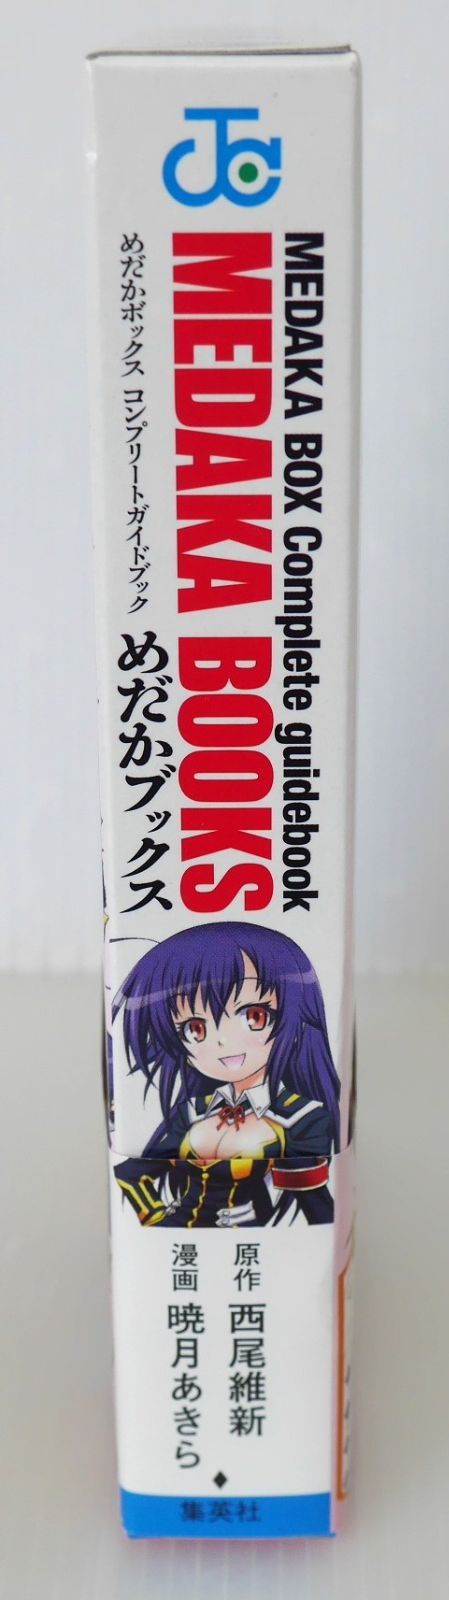 JC
MEDAKA BOX Complete guidebook
MEDAKA BOOKS
めだかボックス コンプリートガイドブック
めだかブックス
原作 西尾維新
漫画 暁月あきら
集英社